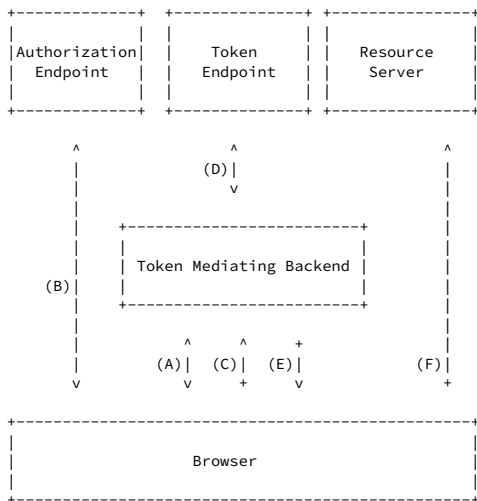 Authorization Token Resource
Endpoint Endpoint Server
(D)
Token Mediating Backend
(B)
(A) (C) (E) (F)
Browser